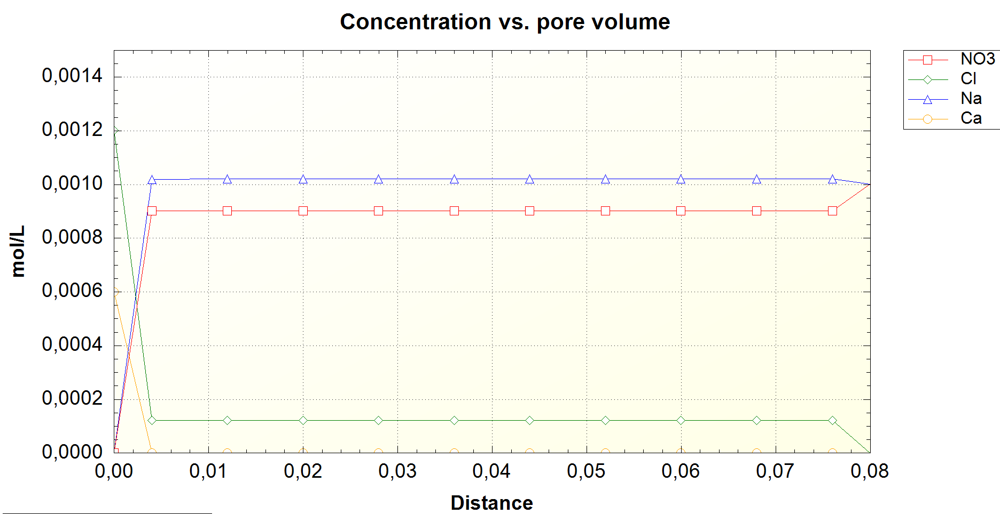 Concentration vs. pore volume
NO3
Cl
Na
Ca
mol/L
0,0014
0,0012
0,0010
0,0008
0,0006
0,0004
0,0002
0,0000
0,00 0,01 0,02 0,03 0,04 0,05 0,06 0,07 0,08
Distance